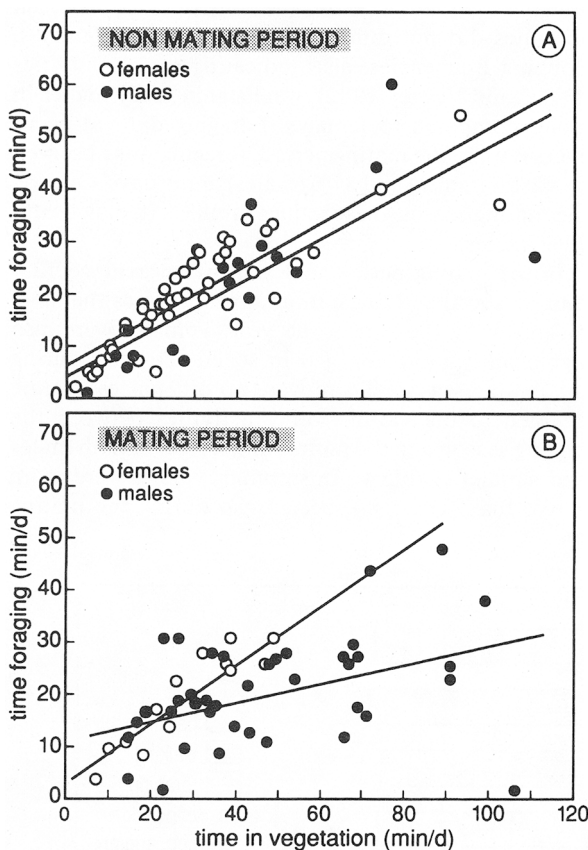 NON MATING PERIOD
A
females
males
time foraging (min/d)
70
60
50
40
30
20
10
0
MATING PERIOD
B
females
males
time foraging (min/d)
70
60
50
40
30
20
10
0
0 20 40 60 80 100 120
time in vegetation (min/d)